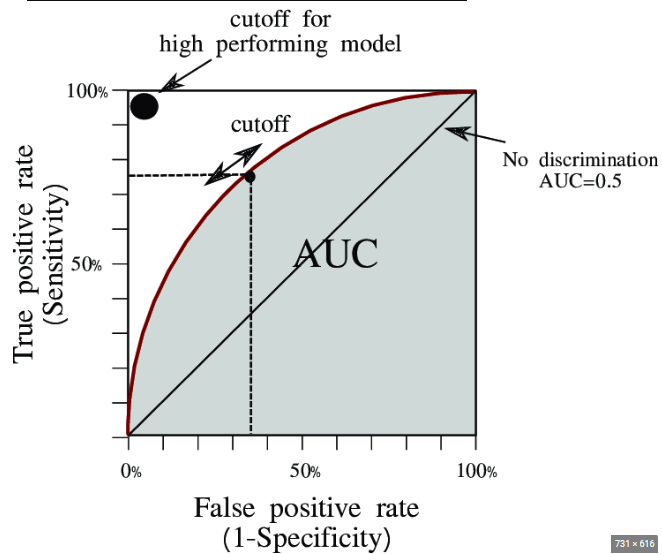 cutoff for
high performing model
100%
cutoff
No discrimination
AUC=0.5
True positive rate
(Sensitivity)
AUC
50%
0%
50%
100%
False positive rate
(1-Specificity)
731 × 616